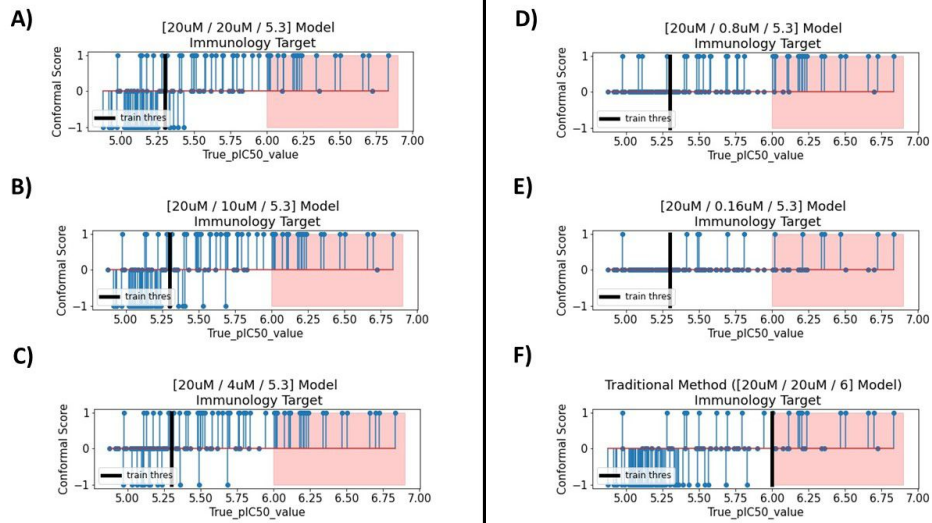 A)
[20uM / 20uM / 5.3] Model
Immunology Target
Conformal Score
1
0
−1
train thres
5.00 5.25 5.50 5.75 6.00 6.25 6.50 6.75 7.00
True_pIC50_value
B)
[20uM / 10uM / 5.3] Model
Immunology Target
Conformal Score
1
0
−1
train thres
5.00 5.25 5.50 5.75 6.00 6.25 6.50 6.75 7.00
True_pIC50_value
C)
[20uM / 4uM / 5.3] Model
Immunology Target
Conformal Score
1
0
−1
train thres
5.00 5.25 5.50 5.75 6.00 6.25 6.50 6.75 7.00
True_pIC50_value
D)
[20uM / 0.8uM / 5.3] Model
Immunology Target
Conformal Score
1
0
−1
train thres
5.00 5.25 5.50 5.75 6.00 6.25 6.50 6.75 7.00
True_pIC50_value
E)
[20uM / 0.16uM / 5.3] Model
Immunology Target
Conformal Score
1
0
−1
train thres
5.00 5.25 5.50 5.75 6.00 6.25 6.50 6.75 7.00
True_pIC50_value
F)
Traditional Method ([20uM / 20uM / 6] Model)
Immunology Target
Conformal Score
1
0
−1
train thres
5.00 5.25 5.50 5.75 6.00 6.25 6.50 6.75 7.00
True_pIC50_value